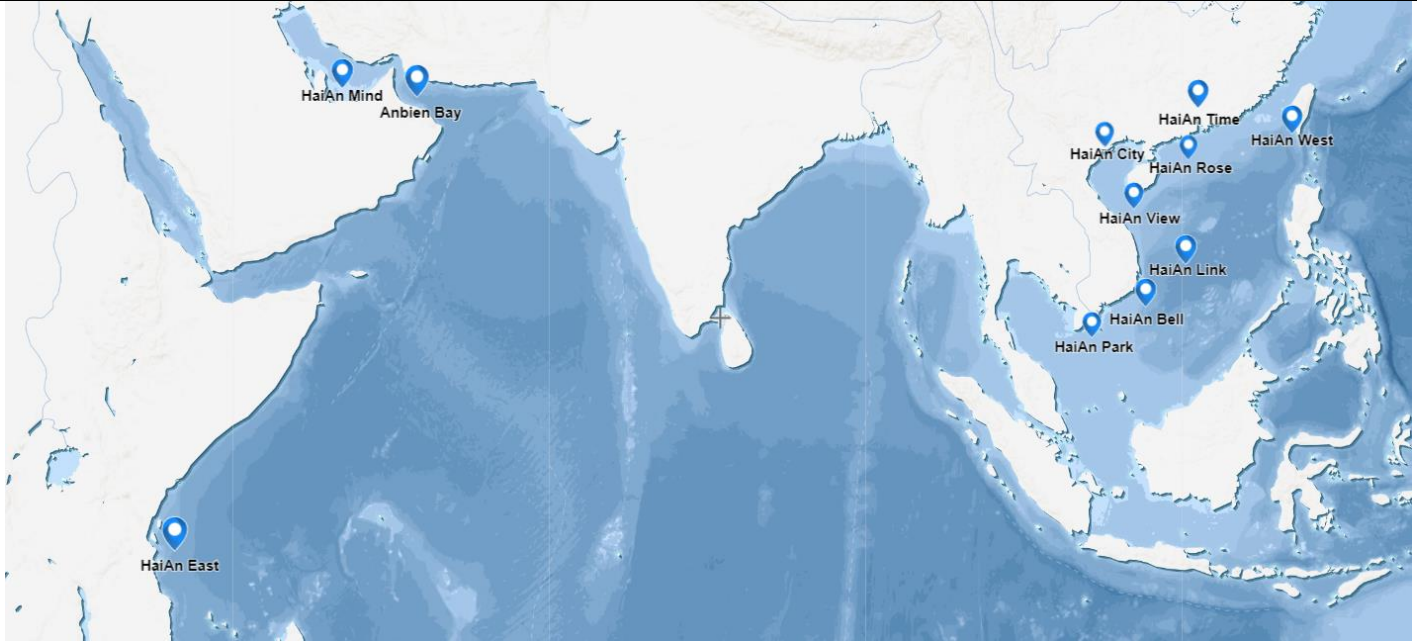 HaiAn Mind
Anbien Bay
HaiAn Time
HaiAn West
HaiAn City
HaiAn Rose
HaiAn View
HaiAn Link
HaiAn Bell
HaiAn Park
HaiAn East